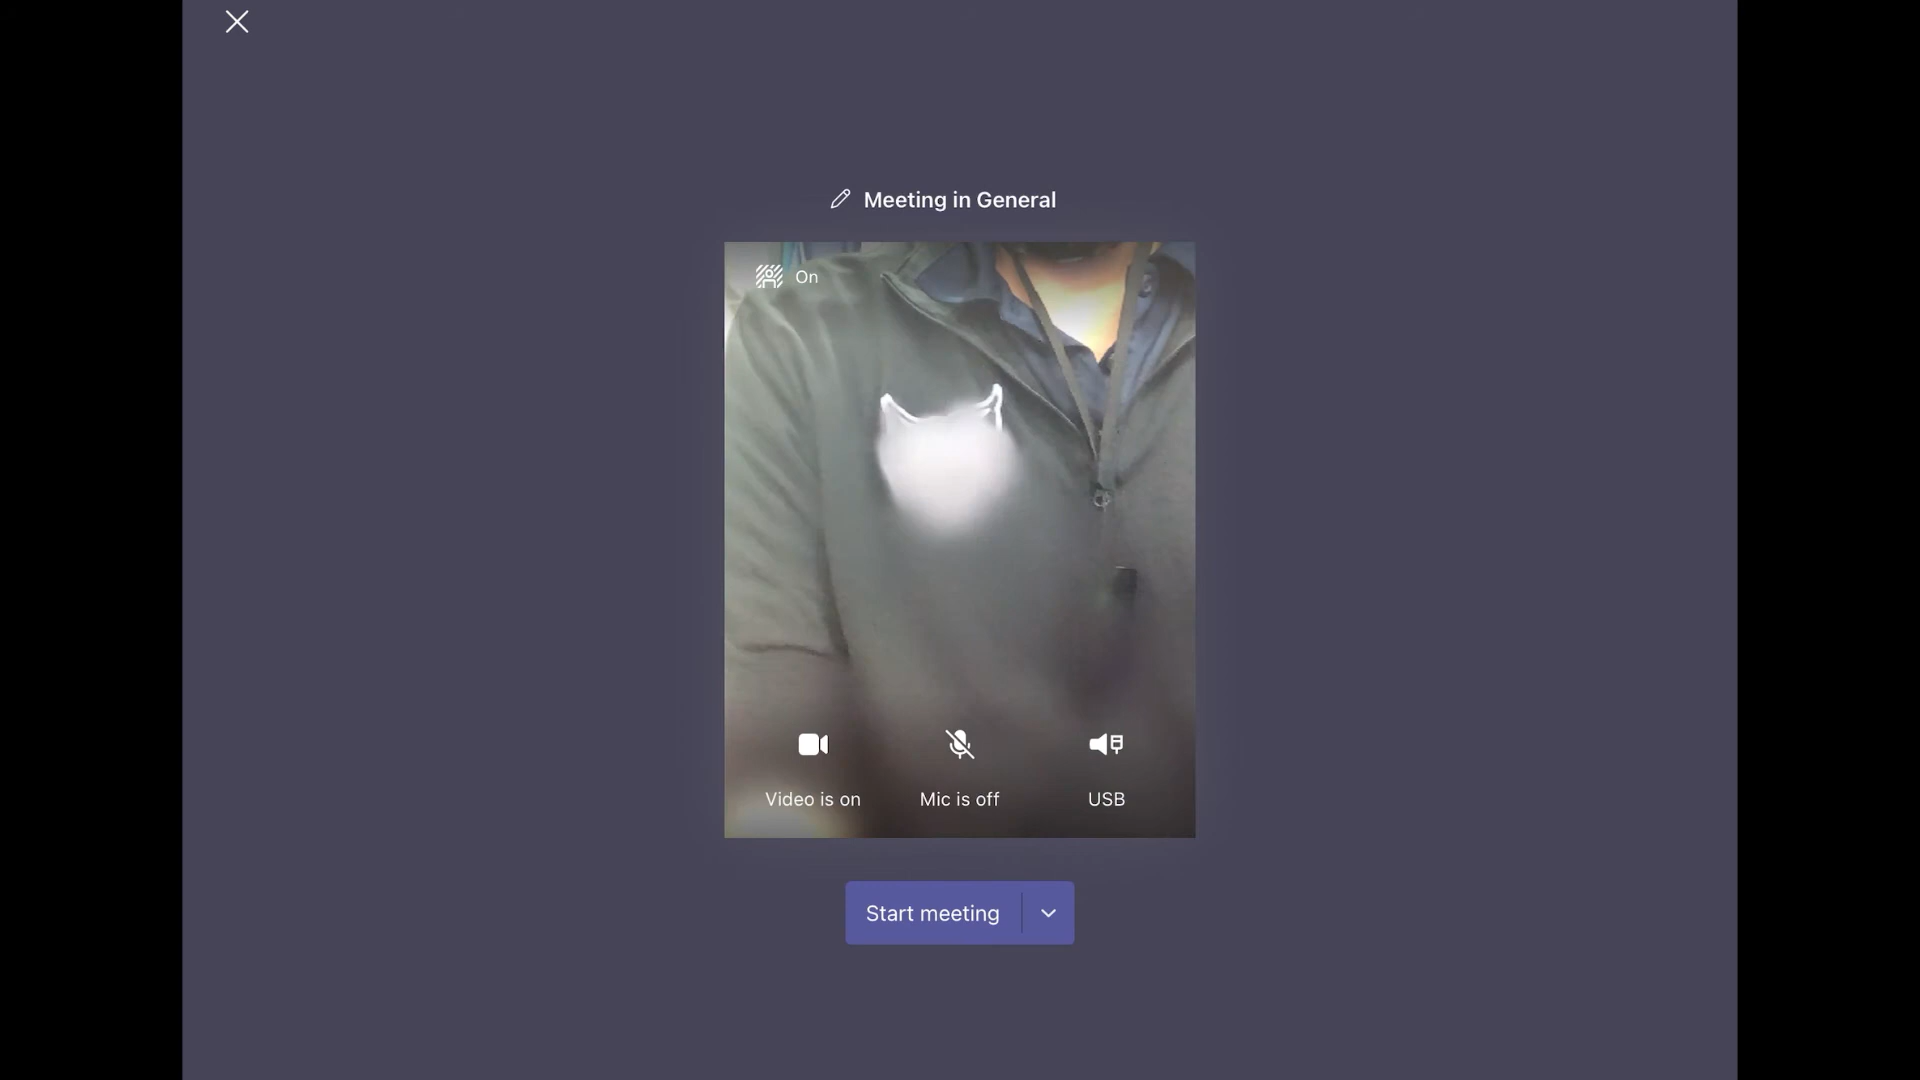 Meeting in General
On
Video is on
Mic is off
USB
Start meeting